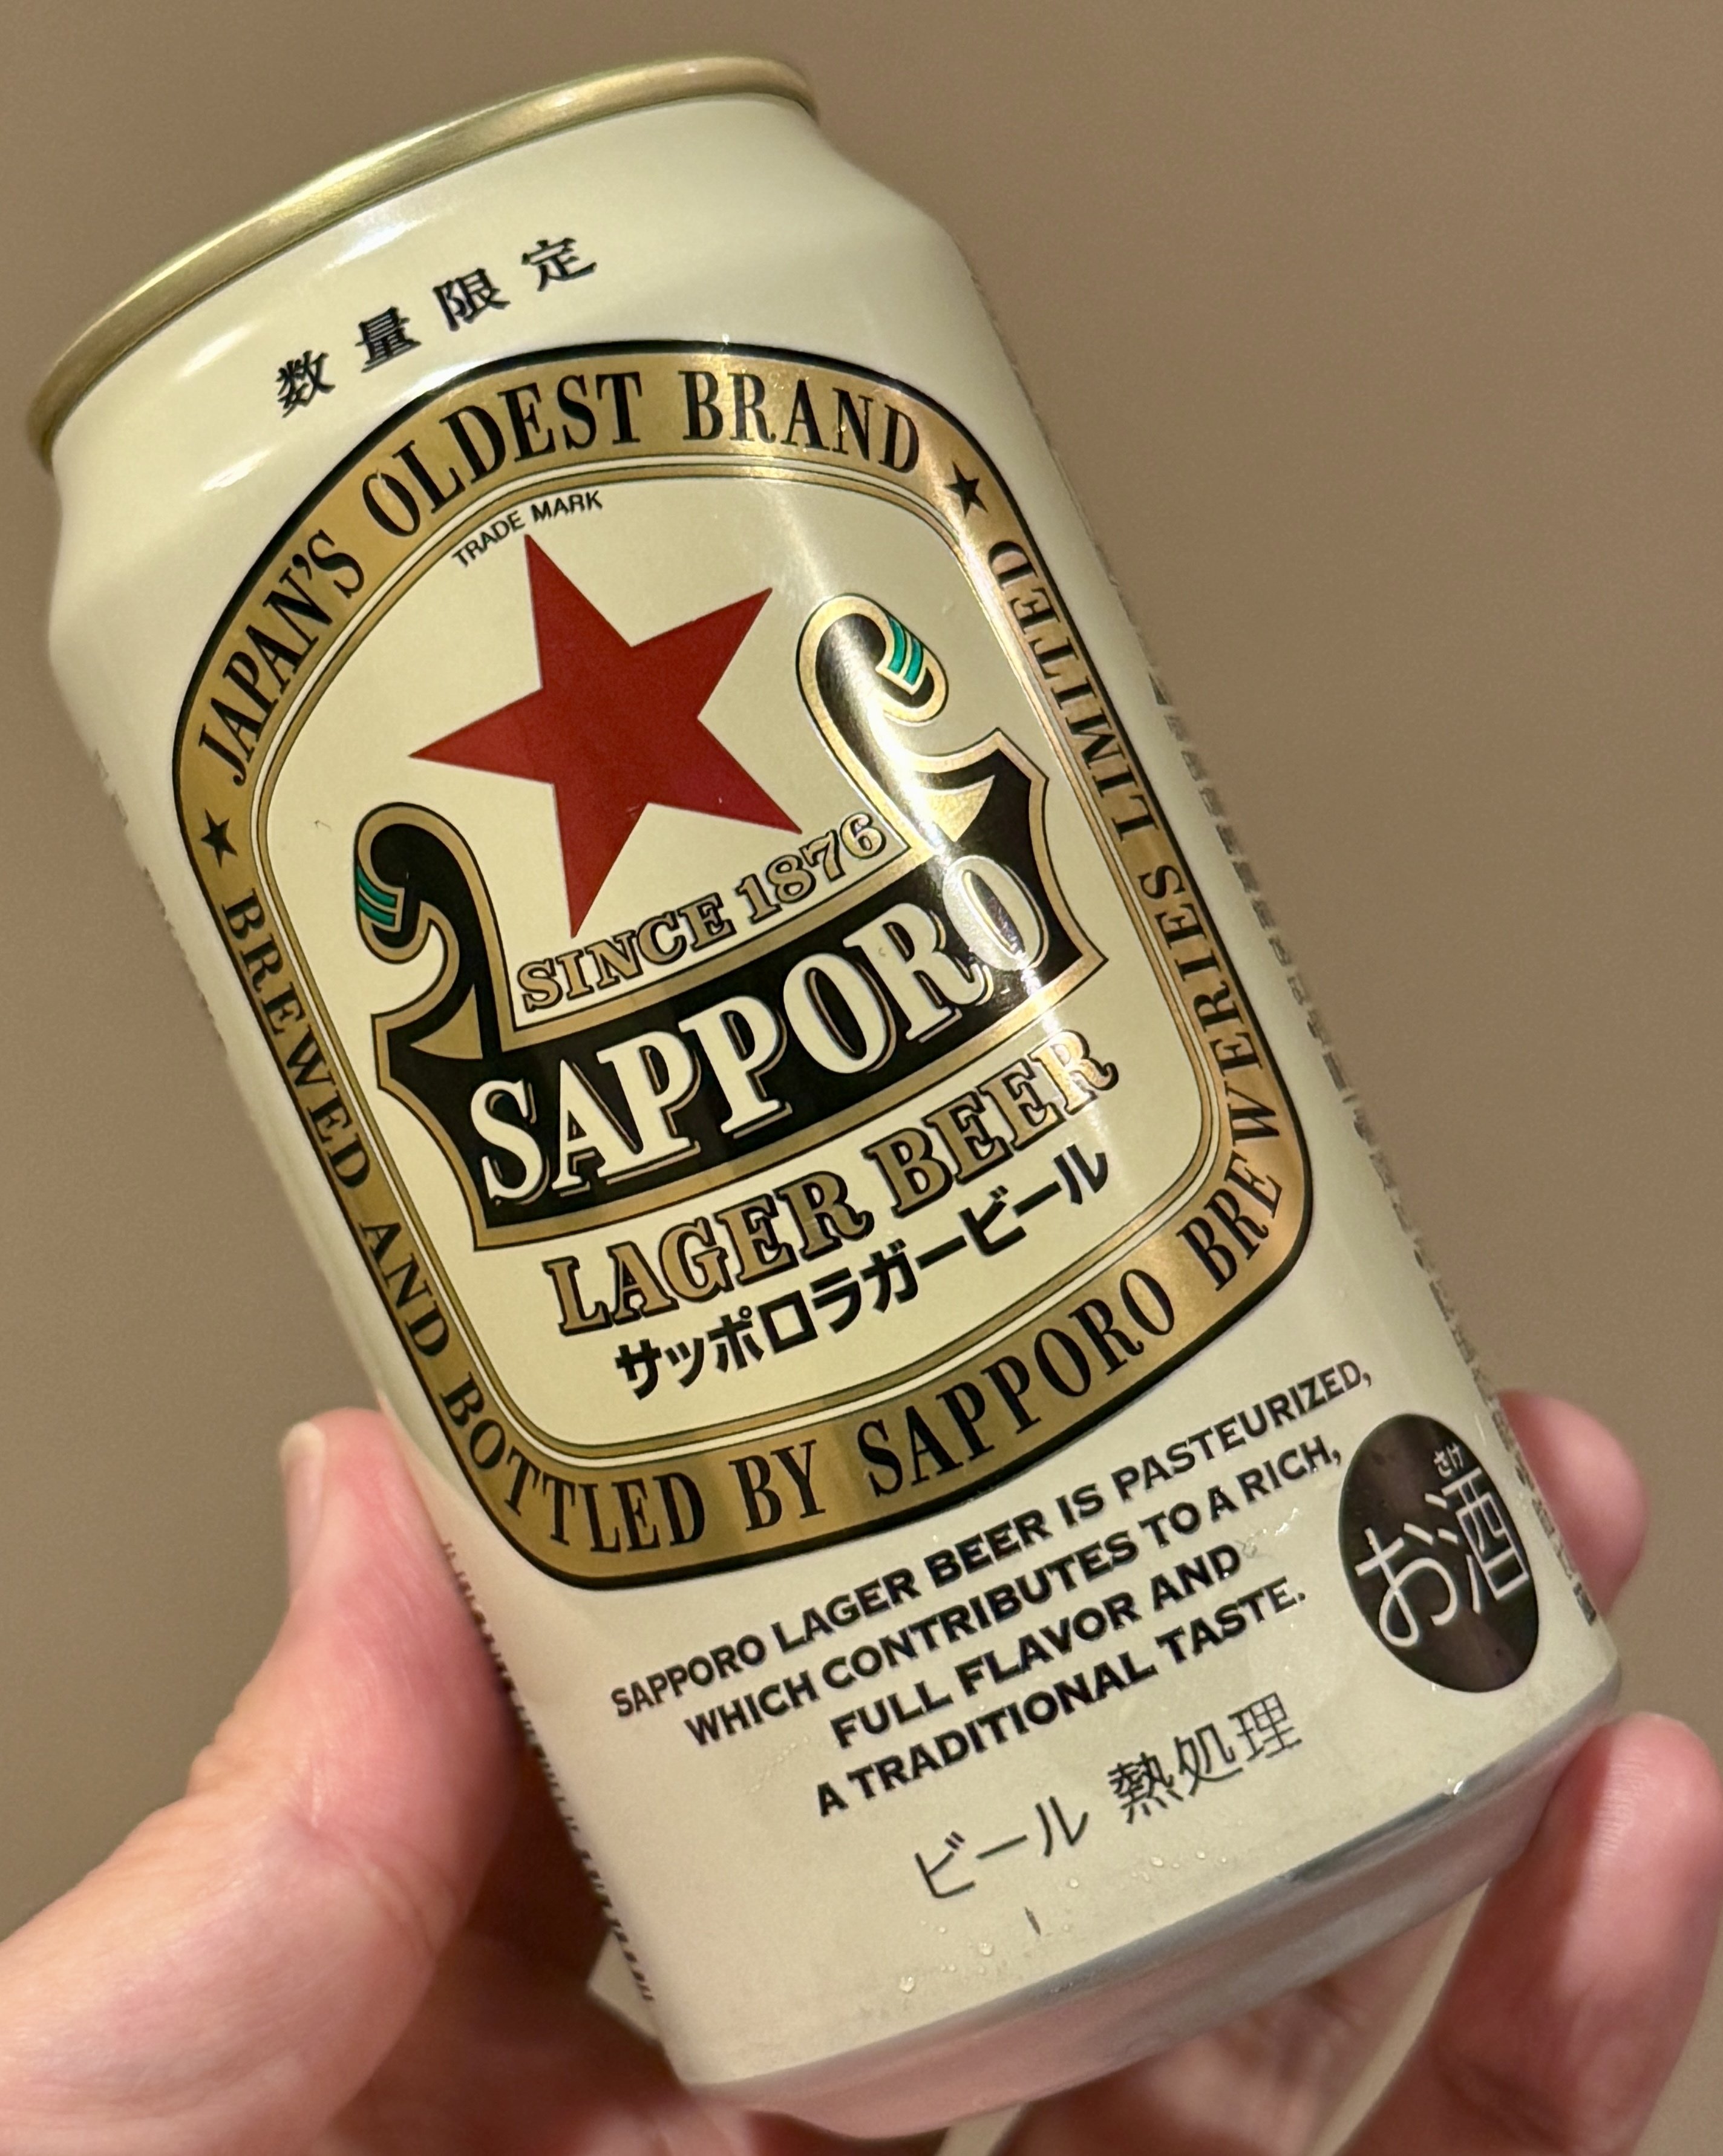 数量限定
JAPAN'S OLDEST BRAND
★ BREWED AND BOTTLED BY SAPPORO BREWERIES LIMITED ★
TRADE MARK
SINCE 1876
SAPPORO
LAGER BEER
サッポロラガービール
SAPPORO LAGER BEER IS PASTEURIZED,
WHICH CONTRIBUTES TO A RICH,
FULL FLAVOR AND
A TRADITIONAL TASTE.
さけ
お酒
ビール 熱処理